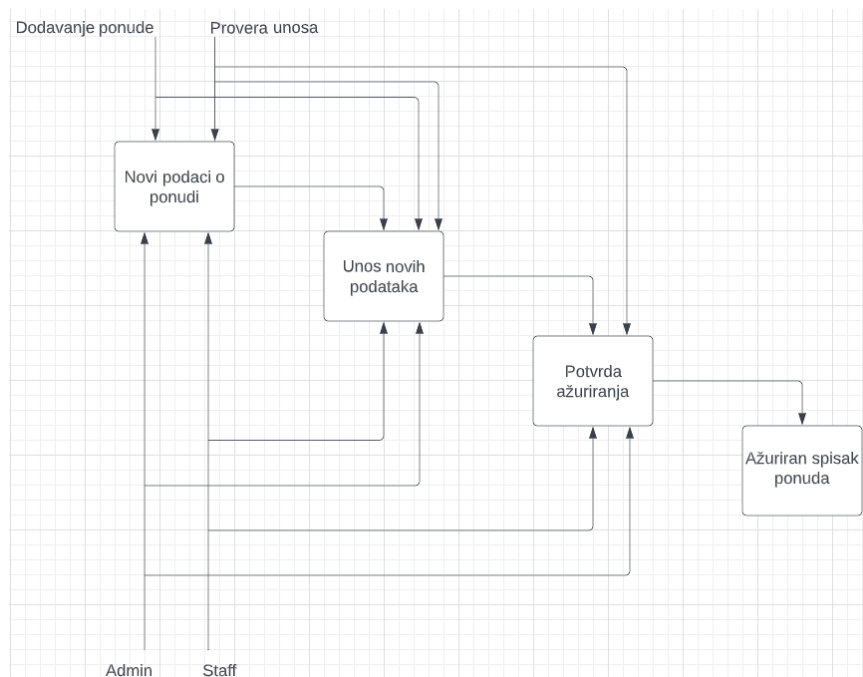 Dodavanje ponude
Provera unosa
Novi podaci o
ponudi
Unos novih
podataka
Potvrda
ažuriranja
Ažuriran spisak
ponuda
Admin
Staff